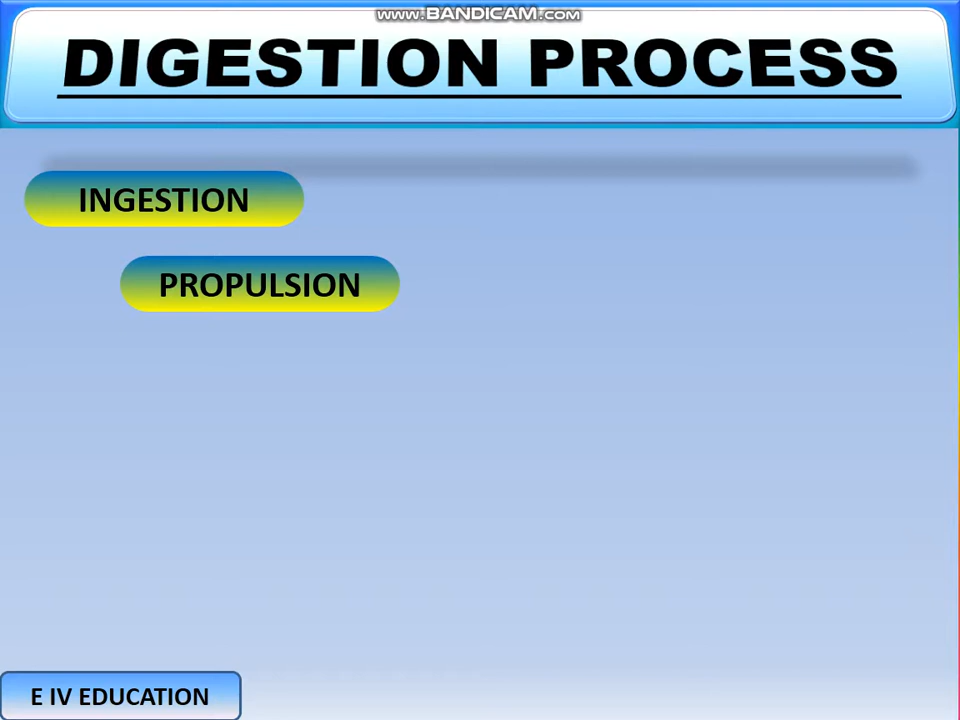 www.BANDICAM.com
DIGESTION PROCESS
INGESTION
PROPULSION
E IV EDUCATION